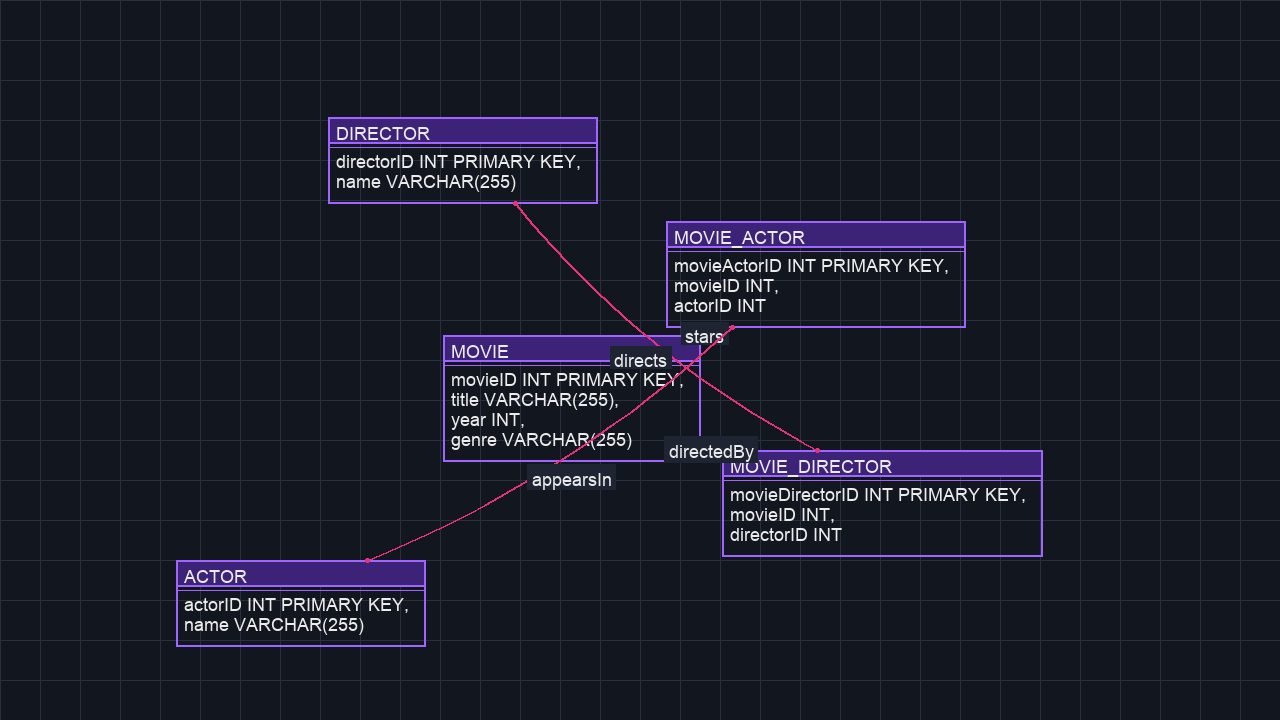 DIRECTOR
directorID INT PRIMARY KEY,
name VARCHAR(255)
MOVIE_ACTOR
movieActorID INT PRIMARY KEY,
movieID INT,
actorID INT
stars
MOVIE
directs
movieID INT PRIMARY KEY,
title VARCHAR(255),
year INT,
genre VARCHAR(255)
directedBy
MOVIE_DIRECTOR
movieDirectorID INT PRIMARY KEY,
movieID INT,
directorID INT
appearsIn
ACTOR
actorID INT PRIMARY KEY,
name VARCHAR(255)